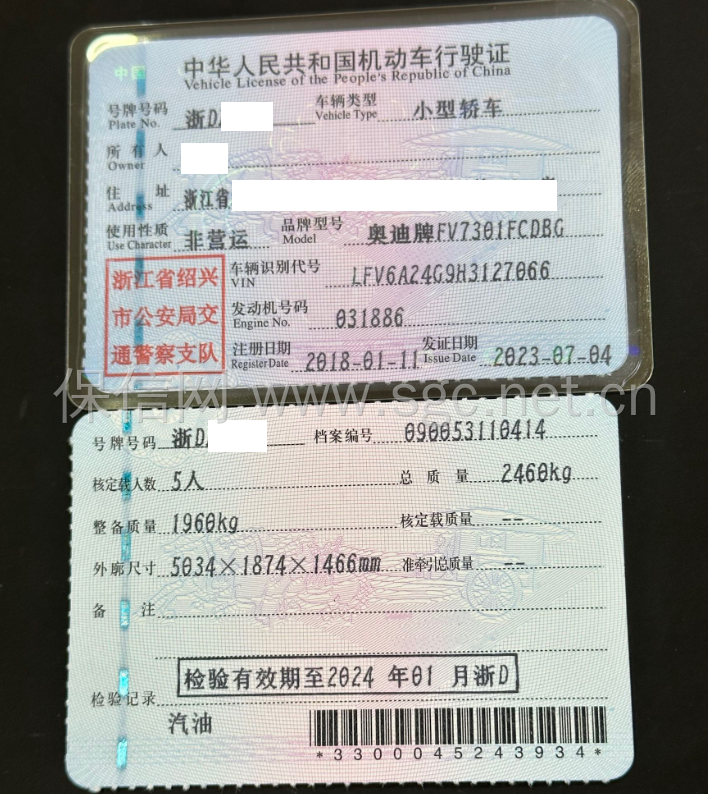 中国
中华人民共和国机动车行驶证
Vehicle License of the People's Republic of China
号牌号码 浙D 车辆类型 小型轿车
Plate No. Vehicle Type
所有人
Owner
住址 浙江省
Address
使用性质 非营运 品牌型号 奥迪牌FV7301FCDBG
Use Character Model
浙江省绍兴
市公安局交
通警察支队
车辆识别代号 LFV6A24G9H3127066
VIN
发动机号码 031886
Engine No.
注册日期 2018-01-11 发证日期 2023-07-04
Register Date Issue Date
保信网 www.sgc.net.cn
号牌号码 浙D 档案编号 090053110414
核定载人数 5人 总质量 2460kg
整备质量 1960kg 核定载质量 --
外廓尺寸 5034×1874×1466mm 准牵引总质量 --
备注
检验记录 检验有效期至2024年01月浙D
汽油
*3300045243934*